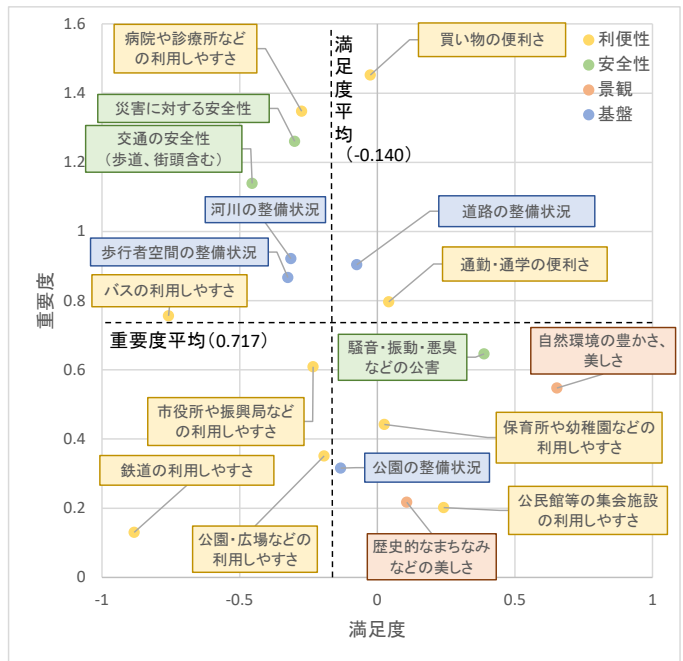 1.6
1.4
1.2
1
0.8
0.6
0.4
0.2
0
-1
-0.5
0
0.5
1
重要度
満足度
利便性
安全性
景観
基盤
満足度平均
（-0.140）
重要度平均（0.717）
病院や診療所など
の利用しやすさ
買い物の便利さ
災害に対する安全性
交通の安全性
（歩道、街頭含む）
河川の整備状況
道路の整備状況
歩行者空間の整備状況
通勤・通学の便利さ
バスの利用しやすさ
騒音・振動・悪臭
などの公害
自然環境の豊かさ、
美しさ
市役所や振興局など
の利用しやすさ
保育所や幼稚園などの
利用しやすさ
鉄道の利用しやすさ
公園の整備状況
公民館等の集会施設
の利用しやすさ
公園・広場などの
利用しやすさ
歴史的なまちなみ
などの美しさ